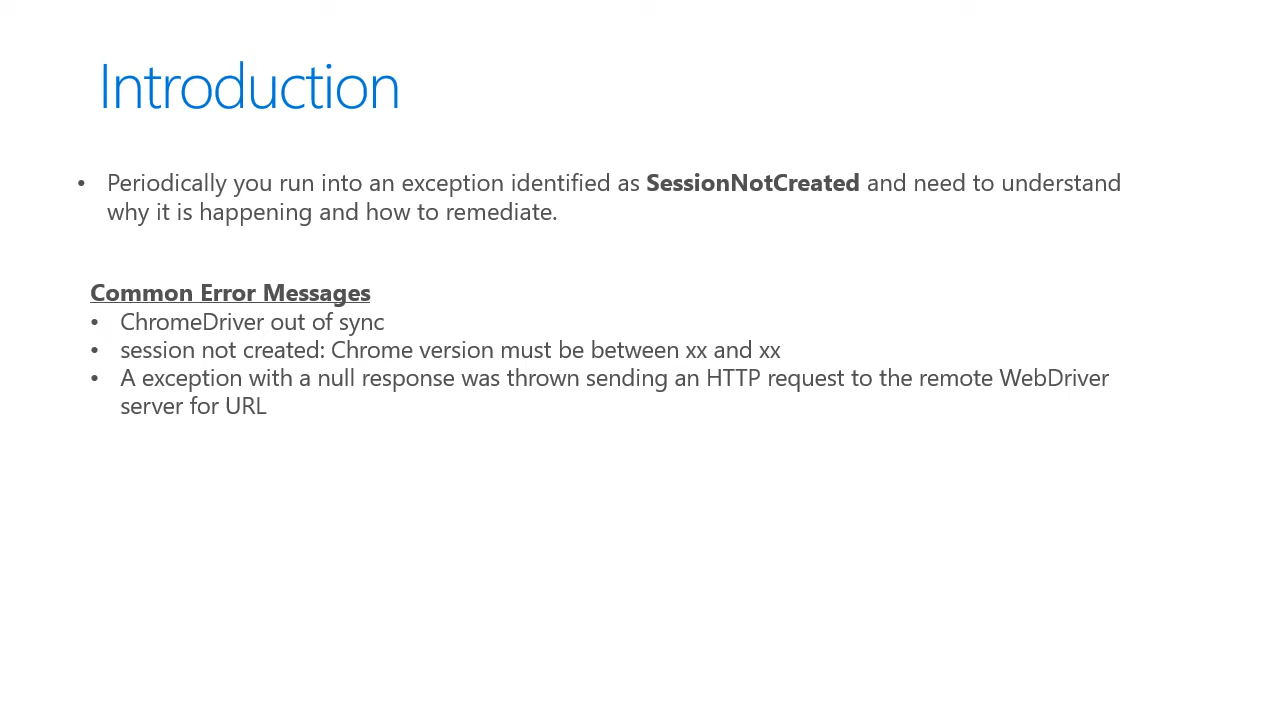 Introduction
• Periodically you run into an exception identified as SessionNotCreated and need to understand
why it is happening and how to remediate.
Common Error Messages
• ChromeDriver out of sync
• session not created: Chrome version must be between xx and xx
• A exception with a null response was thrown sending an HTTP request to the remote WebDriver
server for URL